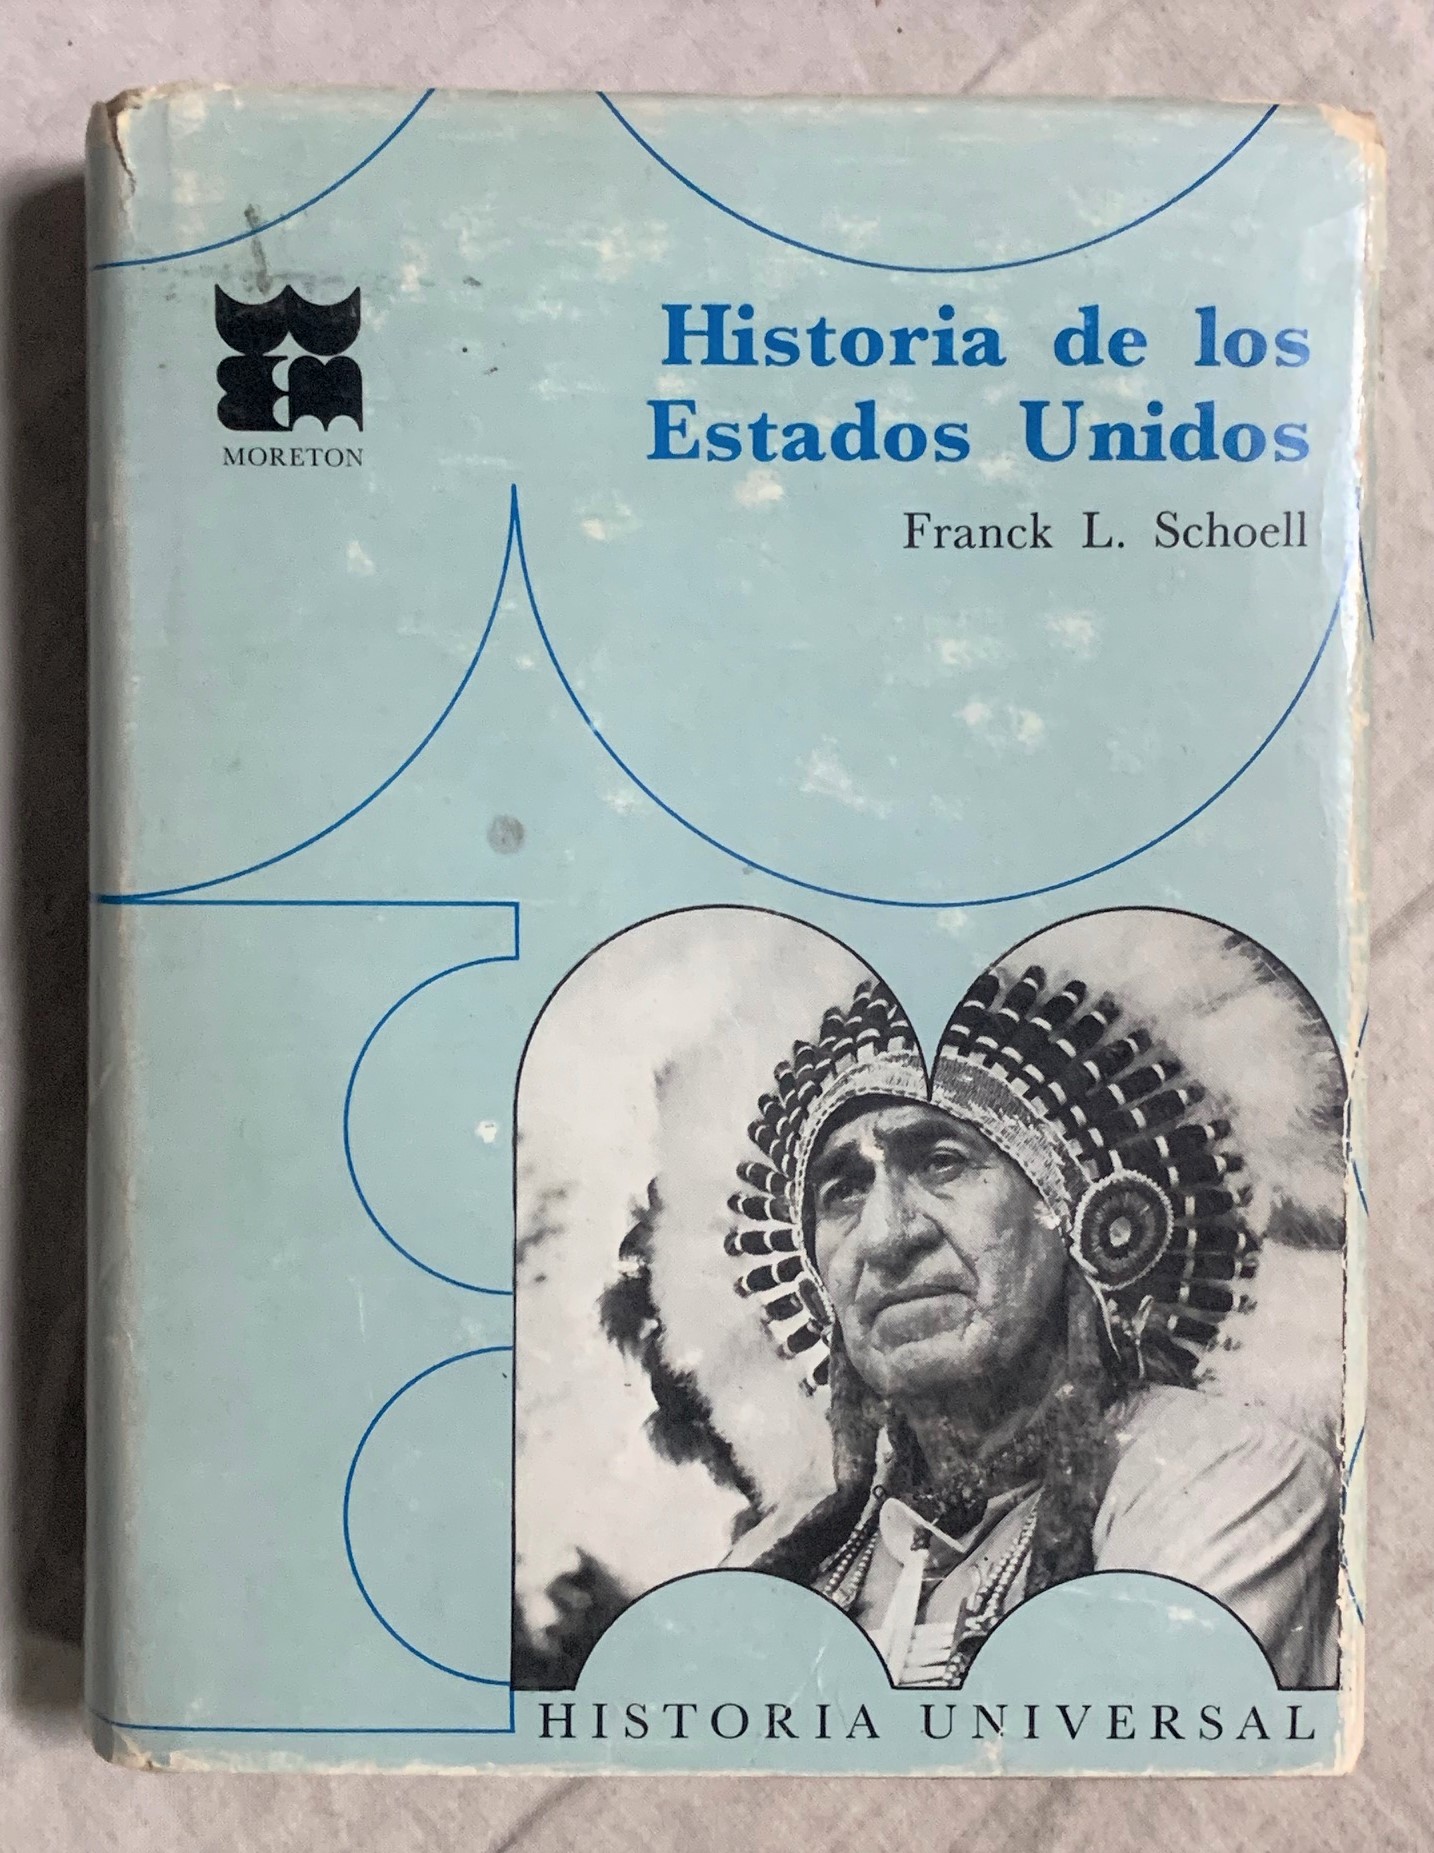 MORETON
Historia de los
Estados Unidos
Franck L. Schoell
HISTORIA UNIVERSAL